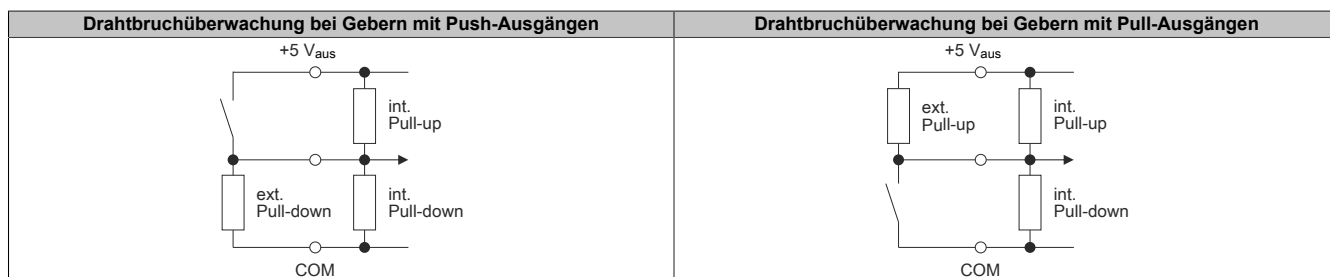 Drahtbruchüberwachung bei Gebern mit Push-Ausgängen
Drahtbruchüberwachung bei Gebern mit Pull-Ausgängen
+5 Vaus
int.
Pull-up
ext.
Pull-down
int.
Pull-down
COM
+5 Vaus
ext.
Pull-up
int.
Pull-up
int.
Pull-down
COM